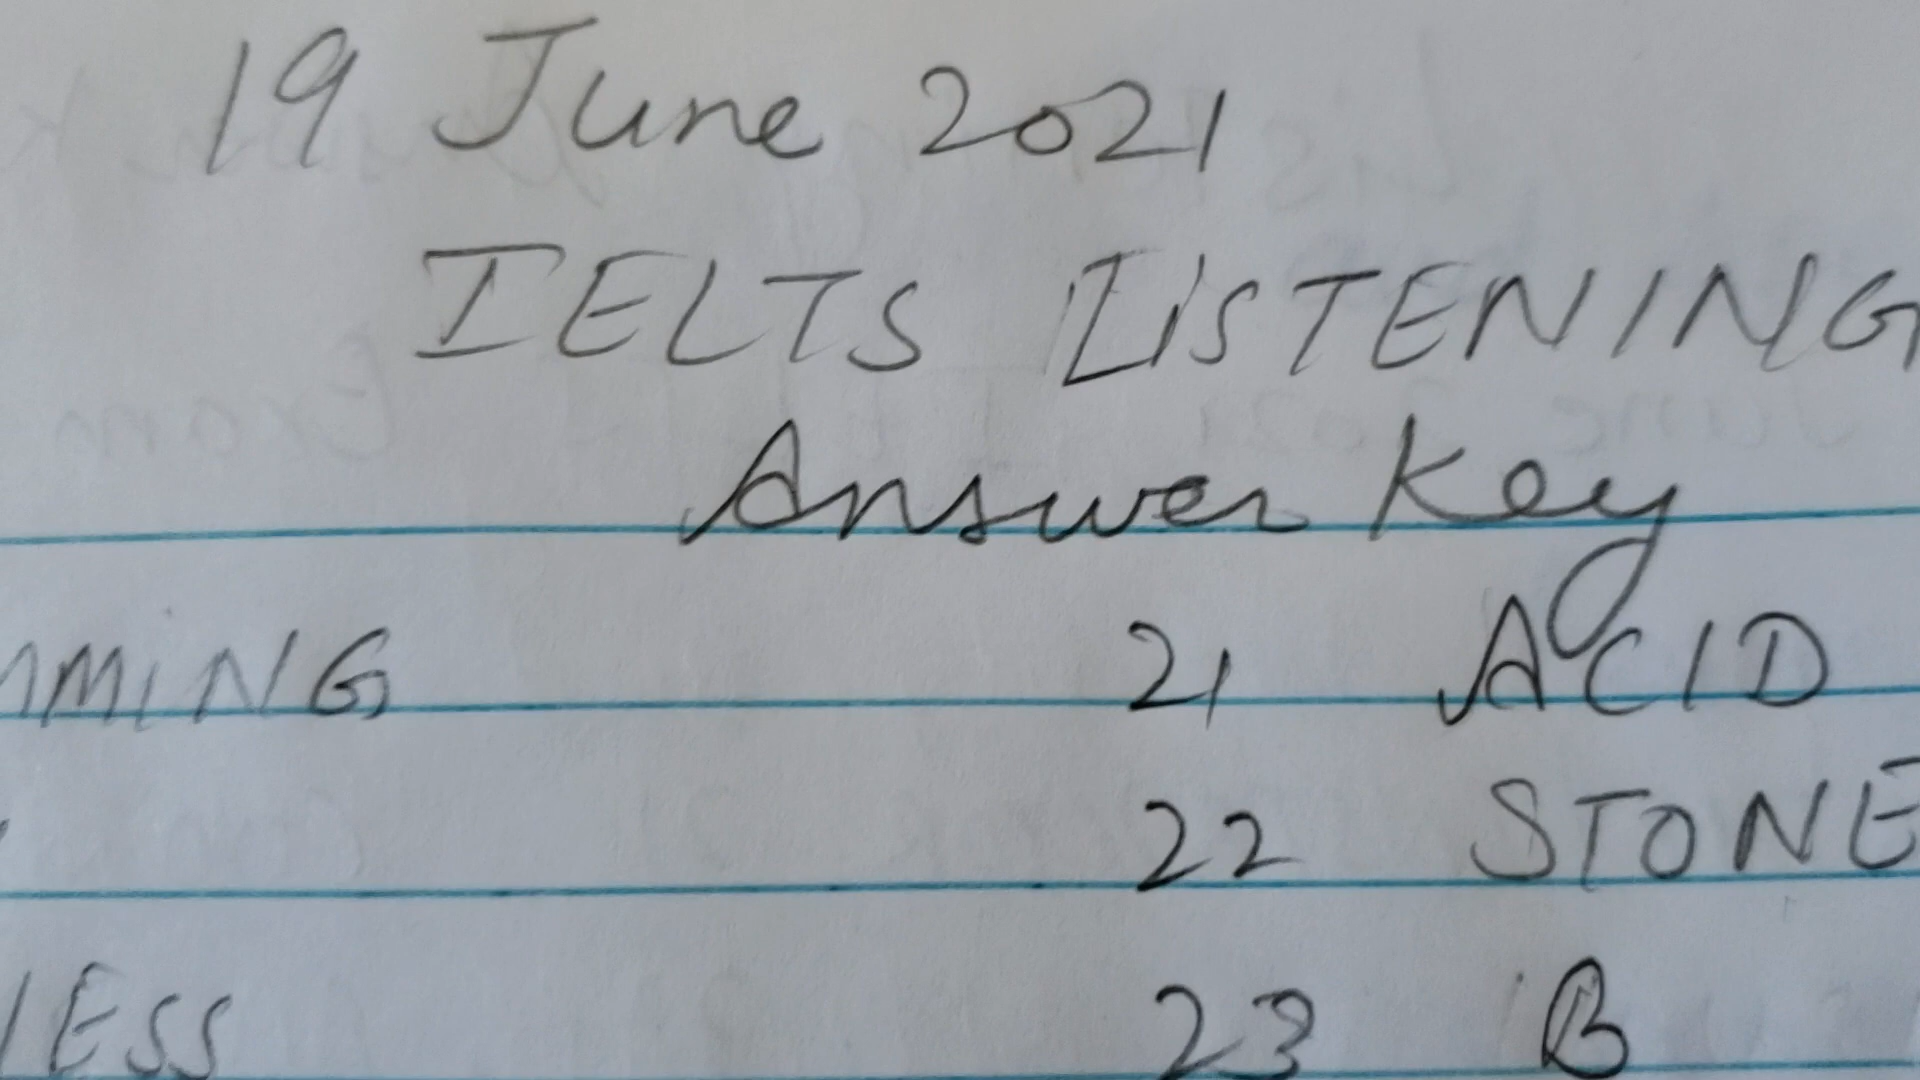 19 June 2021
IELTS LISTENING
Answer Key
21 ACID
22 STONE
23 B